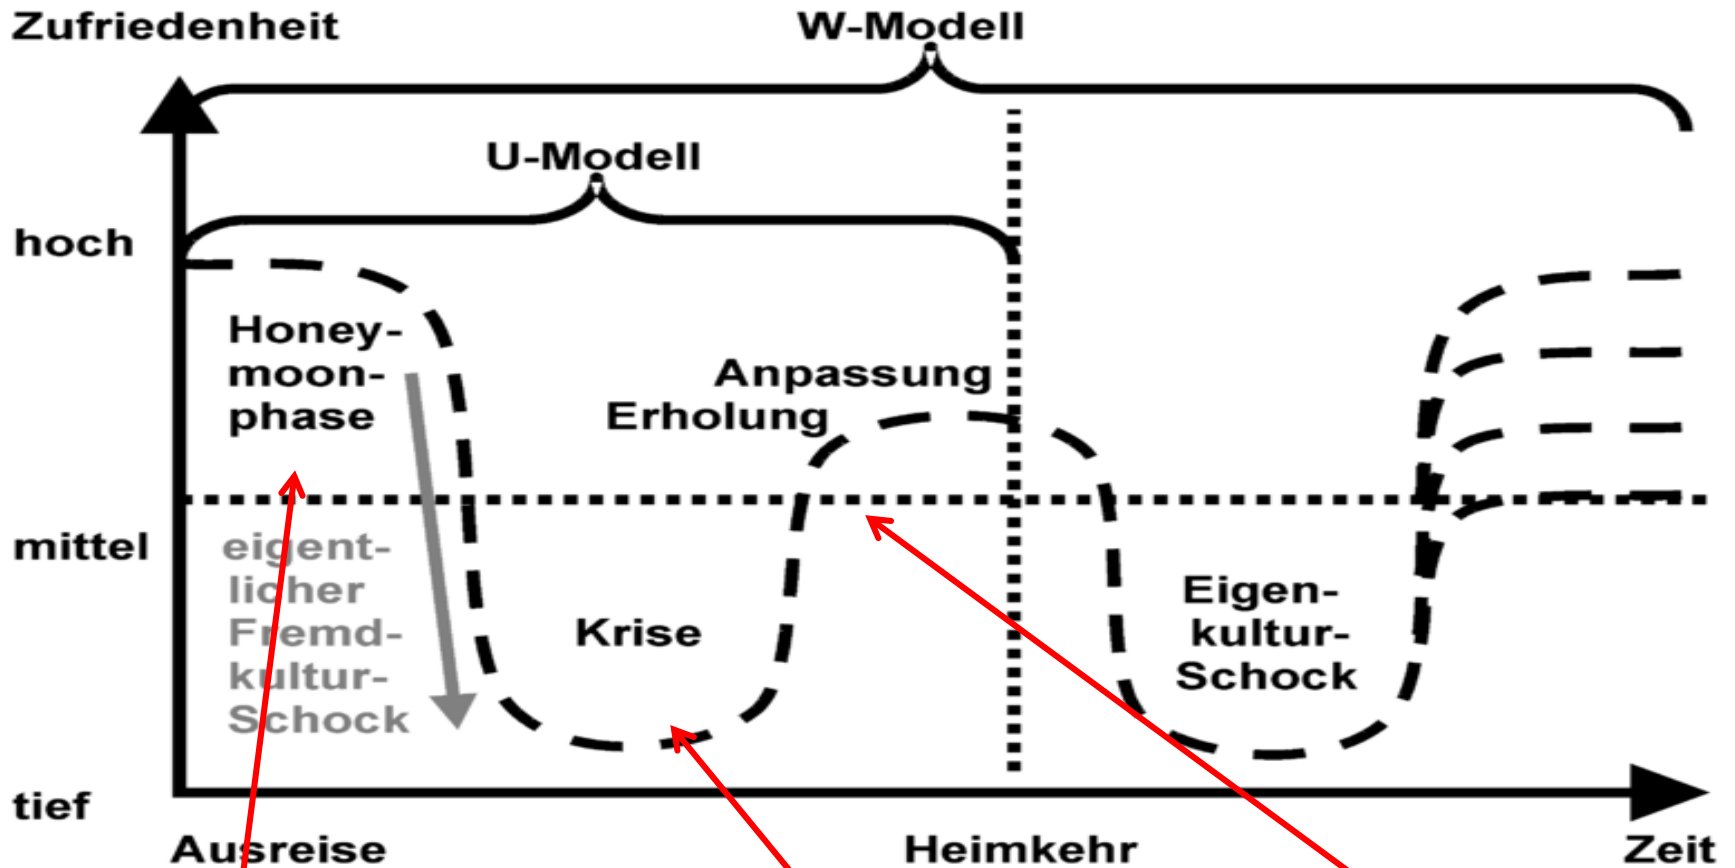 Zufriedenheit
W-Modell
U-Modell
hoch
Honey-
moon-
phase
Anpassung
Erholung
mittel
eigent-
licher
Fremd-
kultur-
Schock
Krise
Eigen-
kultur-
Schock
tief
Ausreise
Heimkehr
Zeit